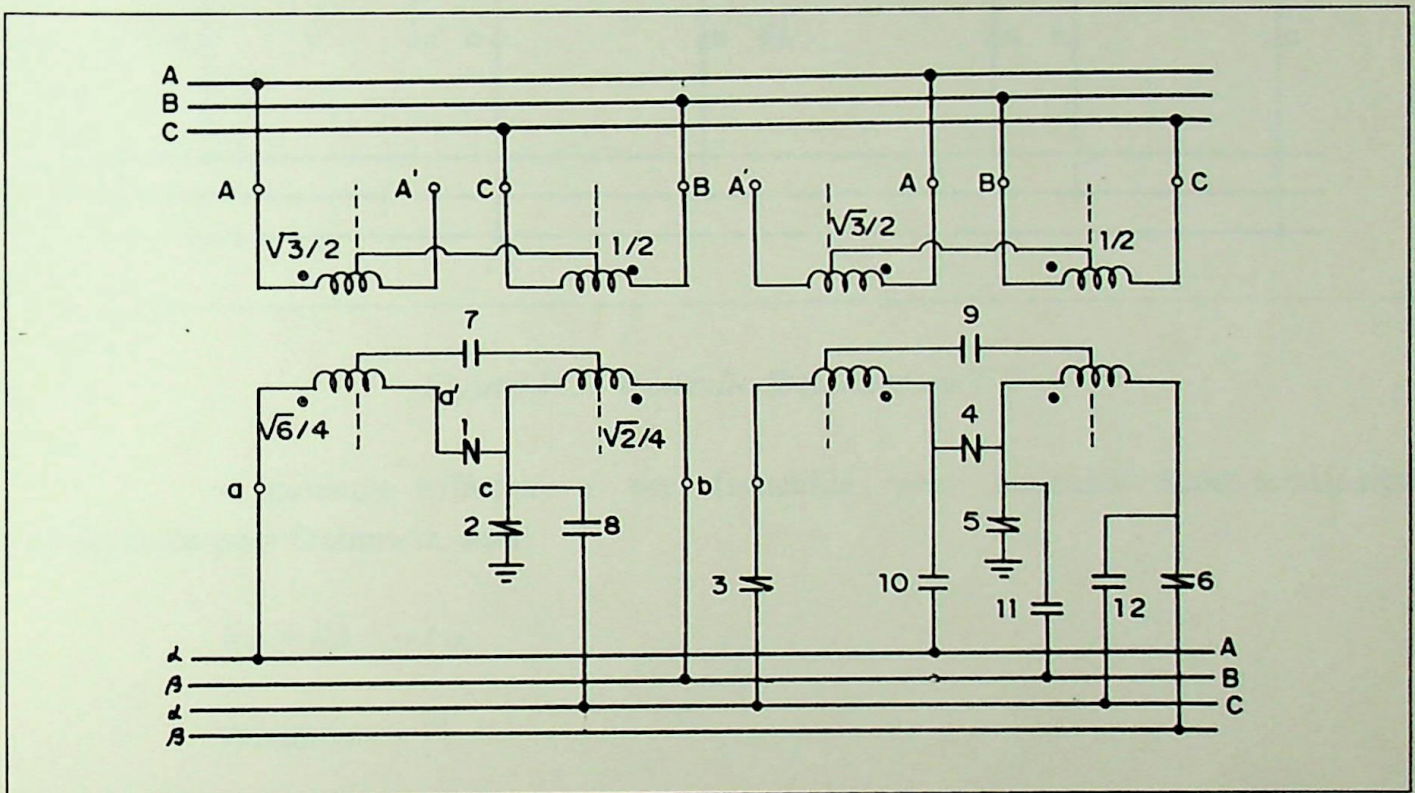 A
B
C
A A' C B A' A B C
√3/2 1/2 √3/2 1/2
7 9
a'
√6/4 1 √2/4 4
a c b
2 8 5
3 10 11 12 6
α A
β B
α C
β